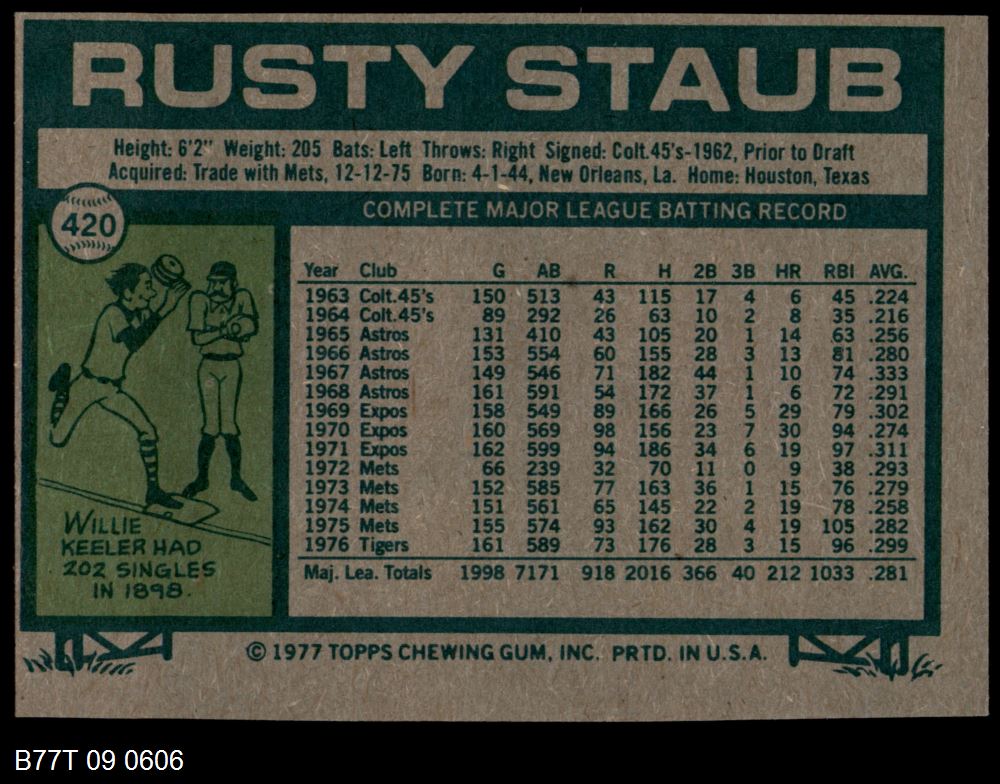 RUSTY STAUB
Height: 6'2" Weight: 205 Bats: Left Throws: Right Signed: Colt.45's-1962, Prior to Draft
Acquired: Trade with Mets, 12-12-75 Born: 4-1-44, New Orleans, La. Home: Houston, Texas
420
COMPLETE MAJOR LEAGUE BATTING RECORD
Year Club G AB R H 2B 3B HR RBI AVG.
1963 Colt.45's 150 513 43 115 17 4 6 45 .224
1964 Colt.45's 89 292 26 63 10 2 8 35 .216
1965 Astros 131 410 43 105 20 1 14 63 .256
1966 Astros 153 554 60 155 28 3 13 81 .280
1967 Astros 149 546 71 182 44 1 10 74 .333
1968 Astros 161 591 54 172 37 1 6 72 .291
1969 Expos 158 549 89 166 26 5 29 79 .302
1970 Expos 160 569 98 156 23 7 30 94 .274
1971 Expos 162 599 94 186 34 6 19 97 .311
1972 Mets 66 239 32 70 11 0 9 38 .293
1973 Mets 152 585 77 163 36 1 15 76 .279
1974 Mets 151 561 65 145 22 2 19 78 .258
1975 Mets 155 574 93 162 30 4 19 105 .282
1976 Tigers 161 589 73 176 28 3 15 96 .299
Maj. Lea. Totals 1998 7171 918 2016 366 40 212 1033 .281
WILLIE
KEELER HAD
202 SINGLES
IN 1898.
© 1977 TOPPS CHEWING GUM, INC. PRTD. IN U.S.A.
B77T 09 0606